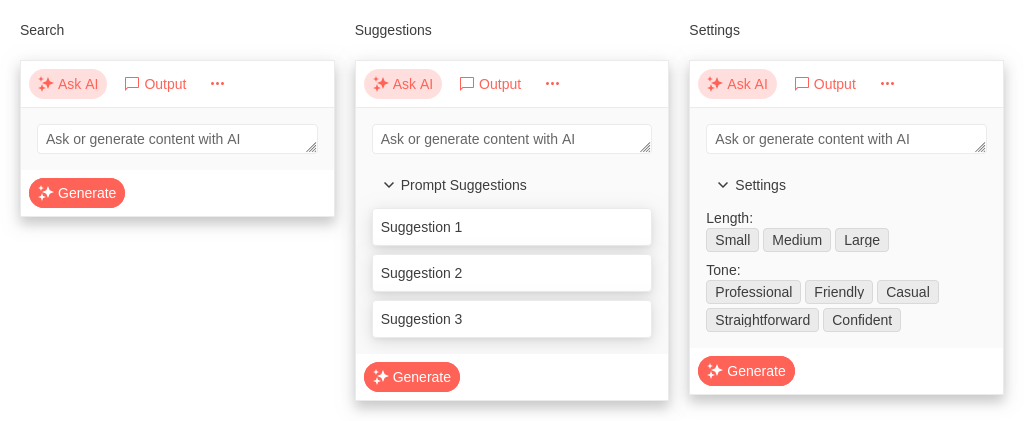 Search
Ask AI Output
Ask or generate content with AI
Generate
Suggestions
Ask AI Output
Ask or generate content with AI
Prompt Suggestions
Suggestion 1
Suggestion 2
Suggestion 3
Generate
Settings
Ask AI Output
Ask or generate content with AI
Settings
Length:
Small Medium Large
Tone:
Professional Friendly Casual
Straightforward Confident
Generate